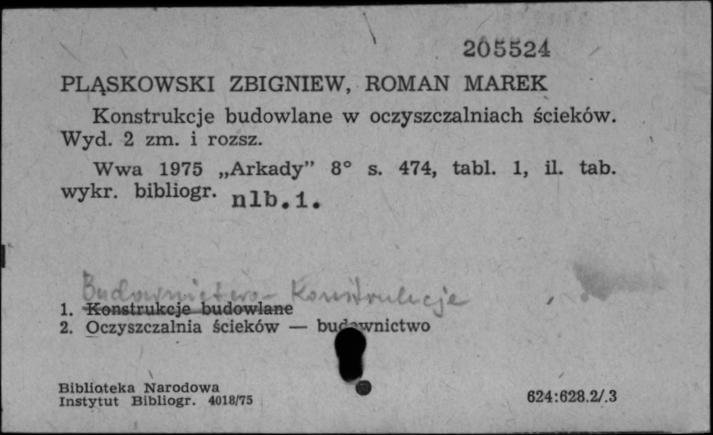 205524
PLĄSKOWSKI ZBIGNIEW, ROMAN MAREK
Konstrukcje budowlane w oczyszczalniach ścieków.
Wyd. 2 zm. i rozsz.
Wwa 1975 „Arkady” 8° s. 474, tabl. 1, il. tab.
wykr. bibliogr. nlb.1.
Budownictwo - Konstrukcje
1. Konstrukcje budowlane
2. Oczyszczalnia ścieków — budownictwo
Biblioteka Narodowa
Instytut Bibliogr. 4018/75
624:628.2/.3